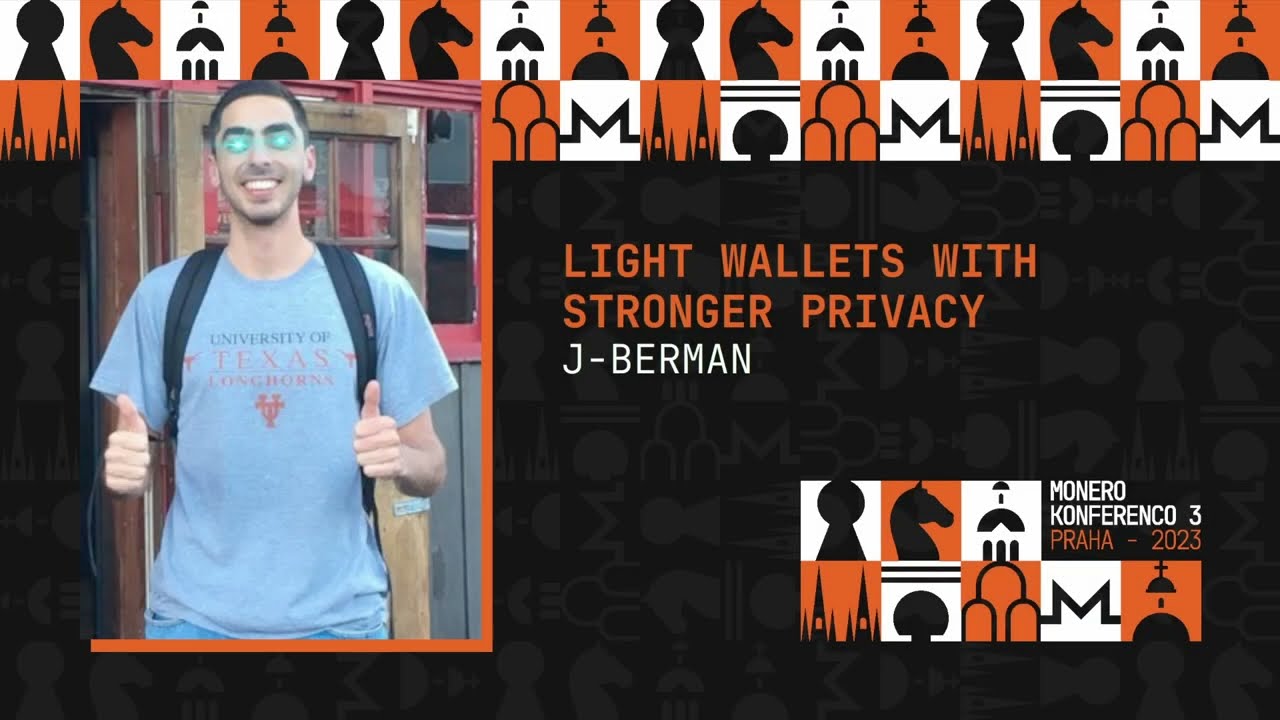 LIGHT WALLETS WITH
STRONGER PRIVACY
J-BERMAN
UNIVERSITY OF
TEXAS
LONGHORNS
MONERO
KONFERENCO 3
PRAHA - 2023